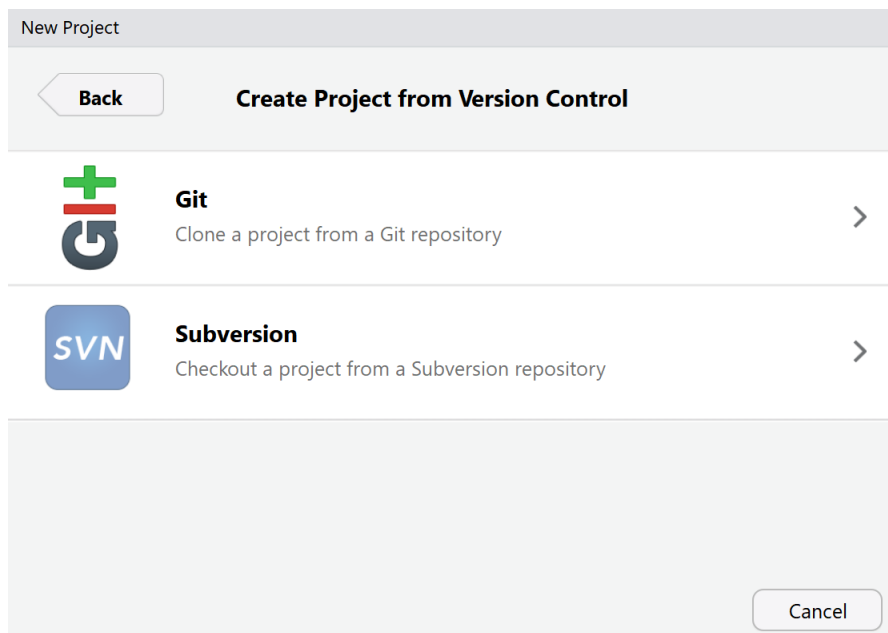 New Project
Back
Create Project from Version Control
git
Git
Clone a project from a Git repository
SVN
Subversion
Checkout a project from a Subversion repository
Cancel